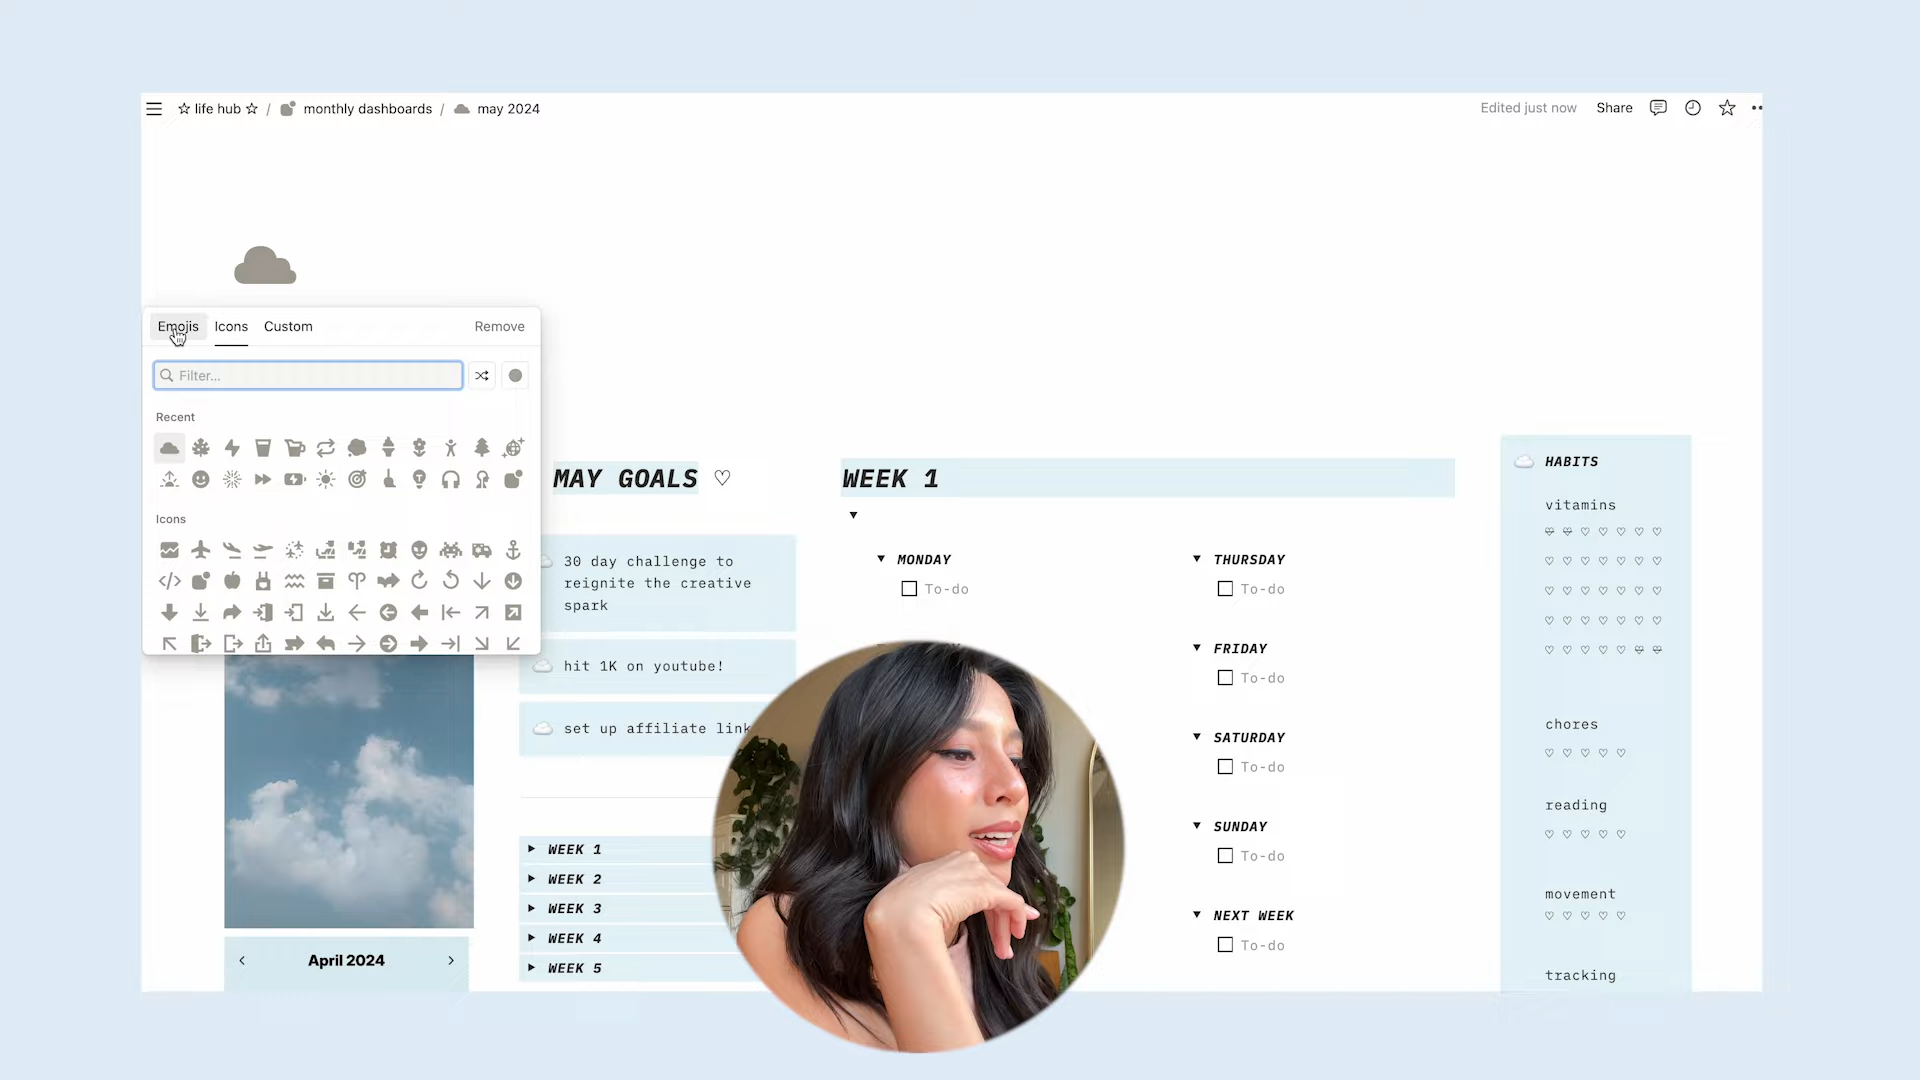 ☆ life hub ☆ / monthly dashboards / may 2024
Edited just now Share
Emojis Icons Custom Remove
Filter...
Recent
Icons
MAY GOALS ♡
30 day challenge to
reignite the creative
spark
hit 1K on youtube!
set up affiliate link
WEEK 1
WEEK 2
WEEK 3
WEEK 4
WEEK 5
April 2024
WEEK 1
MONDAY
To-do
THURSDAY
To-do
FRIDAY
To-do
SATURDAY
To-do
SUNDAY
To-do
NEXT WEEK
To-do
HABITS
vitamins
chores
reading
movement
tracking